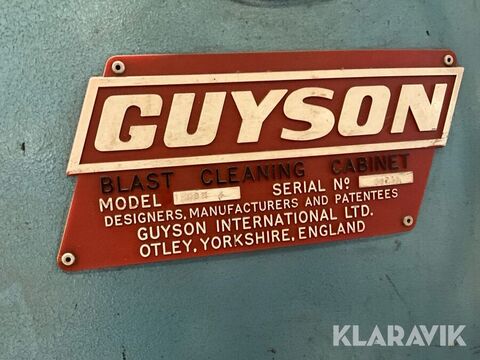 GUYSON
BLAST CLEANING CABINET
MODEL SERIAL Nº
DESIGNERS, MANUFACTURERS AND PATENTEES
GUYSON INTERNATIONAL LTD.
OTLEY, YORKSHIRE, ENGLAND
KLARAVIK